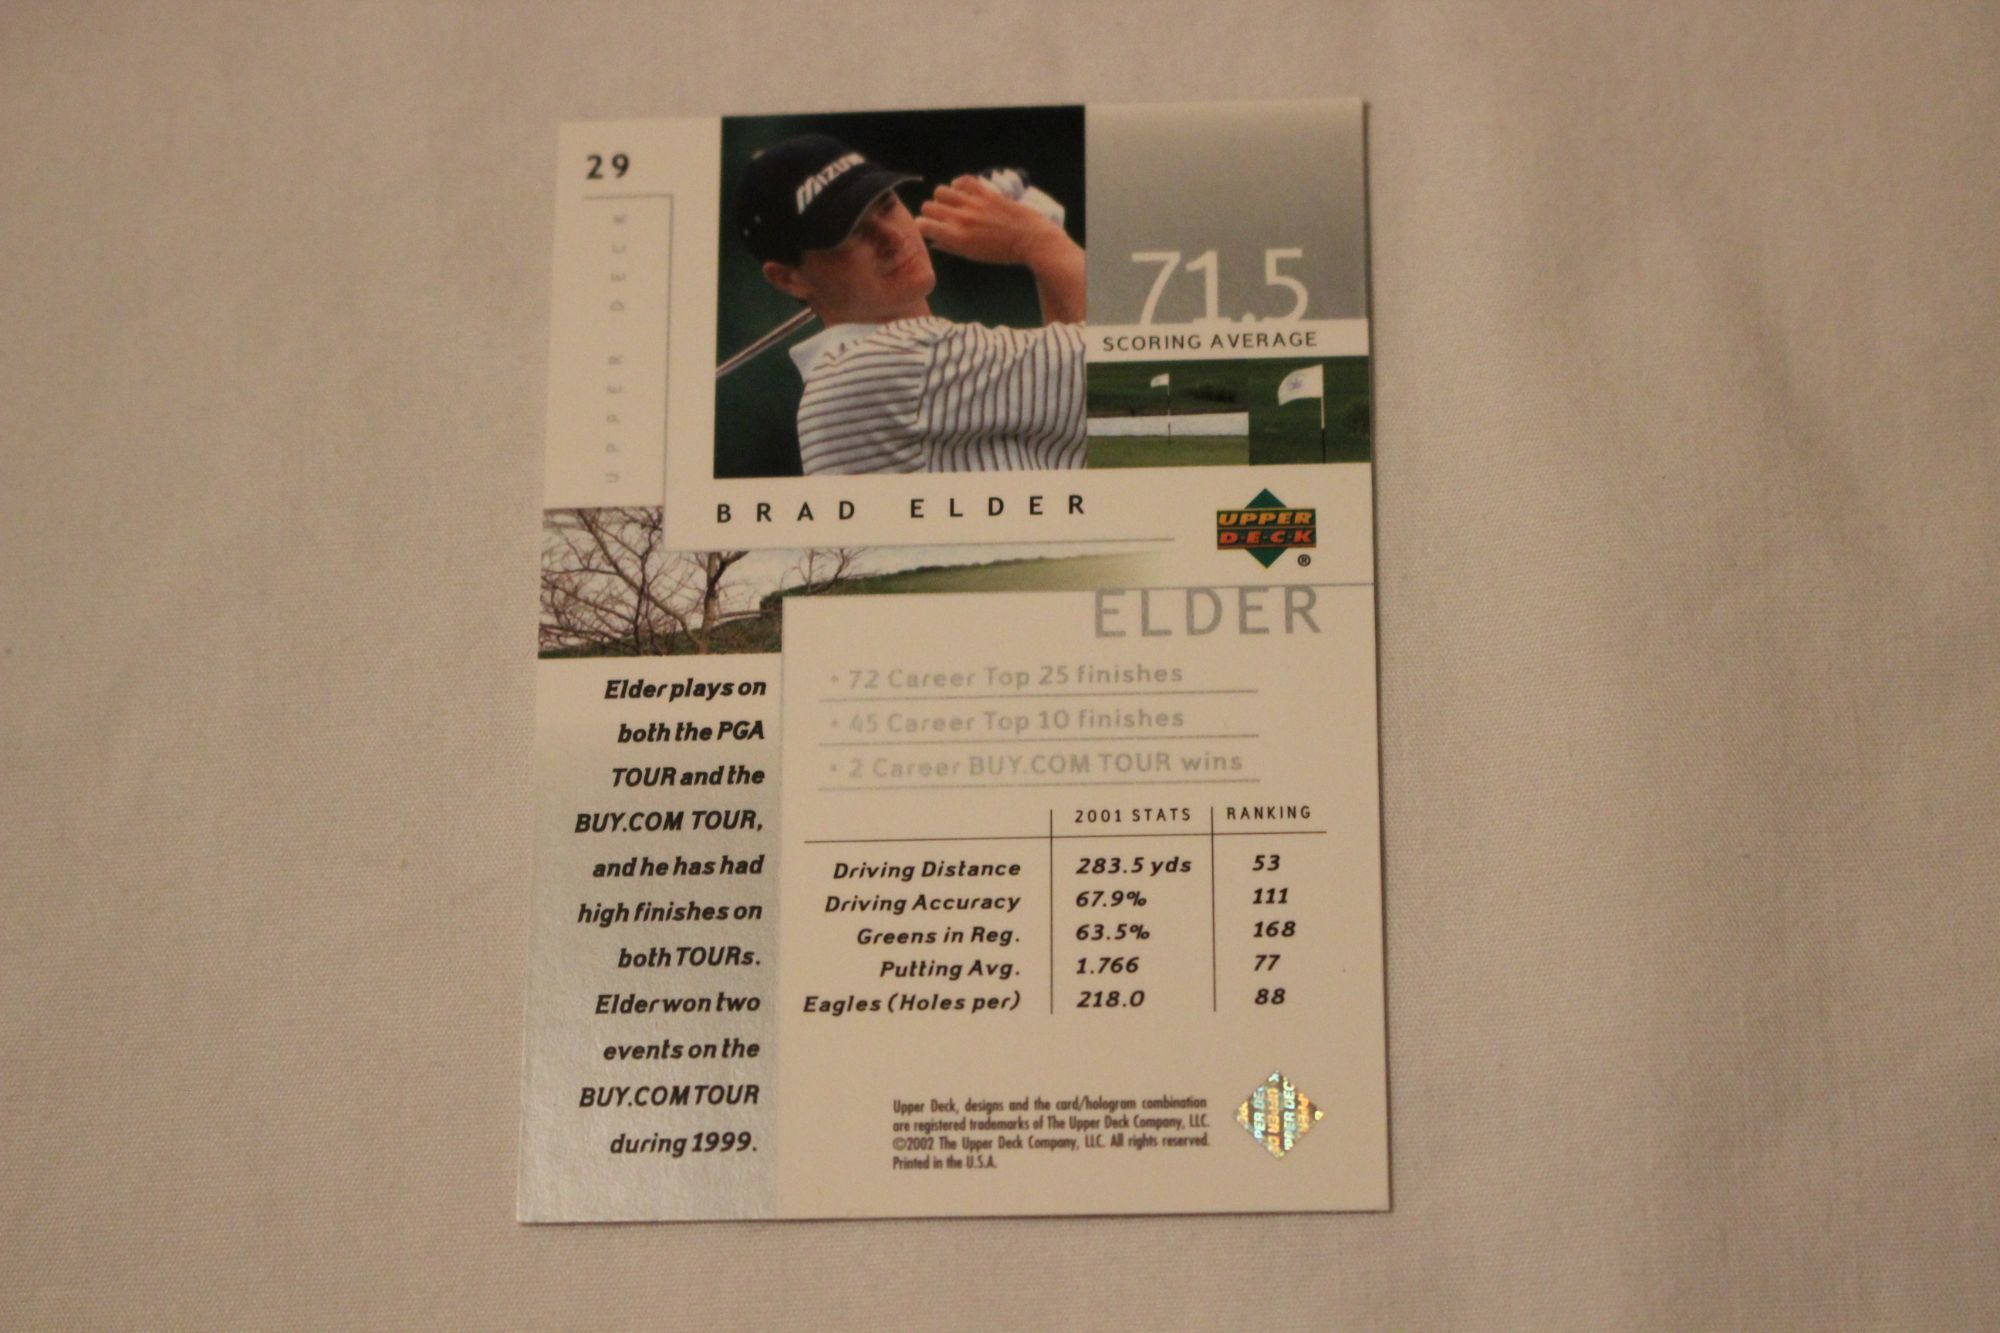 29
UPPER DECK
MIZUNO
71.5
SCORING AVERAGE
BRAD ELDER
UPPER
D·E·C·K
®
ELDER
• 72 Career Top 25 finishes
• 45 Career Top 10 finishes
• 2 Career BUY.COM TOUR wins
Elder plays on
both the PGA
TOUR and the
BUY.COM TOUR,
and he has had
high finishes on
both TOURs.
Elder won two
events on the
BUY.COM TOUR
during 1999.
2001 STATS RANKING
Driving Distance 283.5 yds 53
Driving Accuracy 67.9% 111
Greens in Reg. 63.5% 168
Putting Avg. 1.766 77
Eagles (Holes per) 218.0 88
Upper Deck, designs and the card/hologram combination
are registered trademarks of The Upper Deck Company, LLC.
©2002 The Upper Deck Company, LLC. All rights reserved.
Printed in the U.S.A.